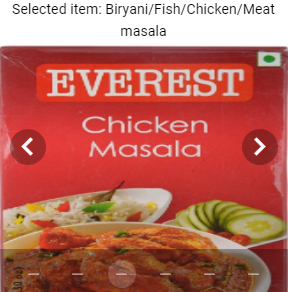 Selected item: Biryani/Fish/Chicken/Meat
masala
EVEREST
Chicken
Masala